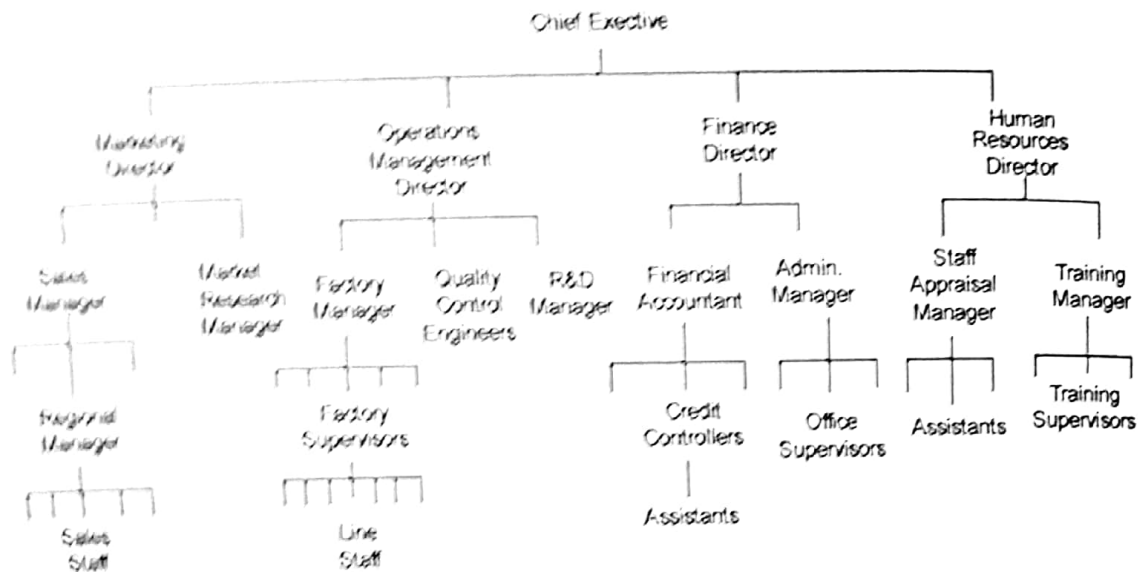 Chief Exective
Marketing
Director
Operations
Management
Director
Finance
Director
Human
Resources
Director
Sales
Manager
Market
Research
Manager
Factory
Manager
Quality
Control
Engineers
R&D
Manager
Financial
Accountant
Admin.
Manager
Staff
Appraisal
Manager
Training
Manager
Regional
Manager
Factory
Supervisors
Credit
Controllers
Office
Supervisors
Assistants
Training
Supervisors
Sales
Staff
Line
Staff
Assistants